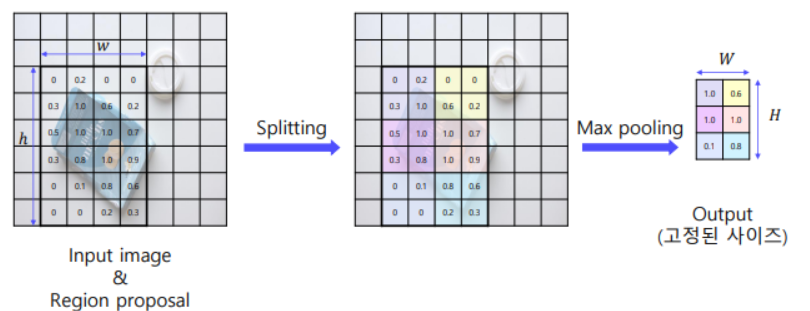 w
h
0 0.2 0 0
0.3 1.0 0.6 0.2
0.5 1.0 1.0 0.7
0.3 0.8 1.0 0.9
0 0.1 0.8 0.6
0 0 0.2 0.3
Input image
&
Region proposal
Splitting
0 0.2 0 0
0.3 1.0 0.6 0.2
0.5 1.0 1.0 0.7
0.3 0.8 1.0 0.9
0 0.1 0.8 0.6
0 0 0.2 0.3
Max pooling
W
H
1.0 0.6
1.0 1.0
0.1 0.8
Output
(고정된 사이즈)